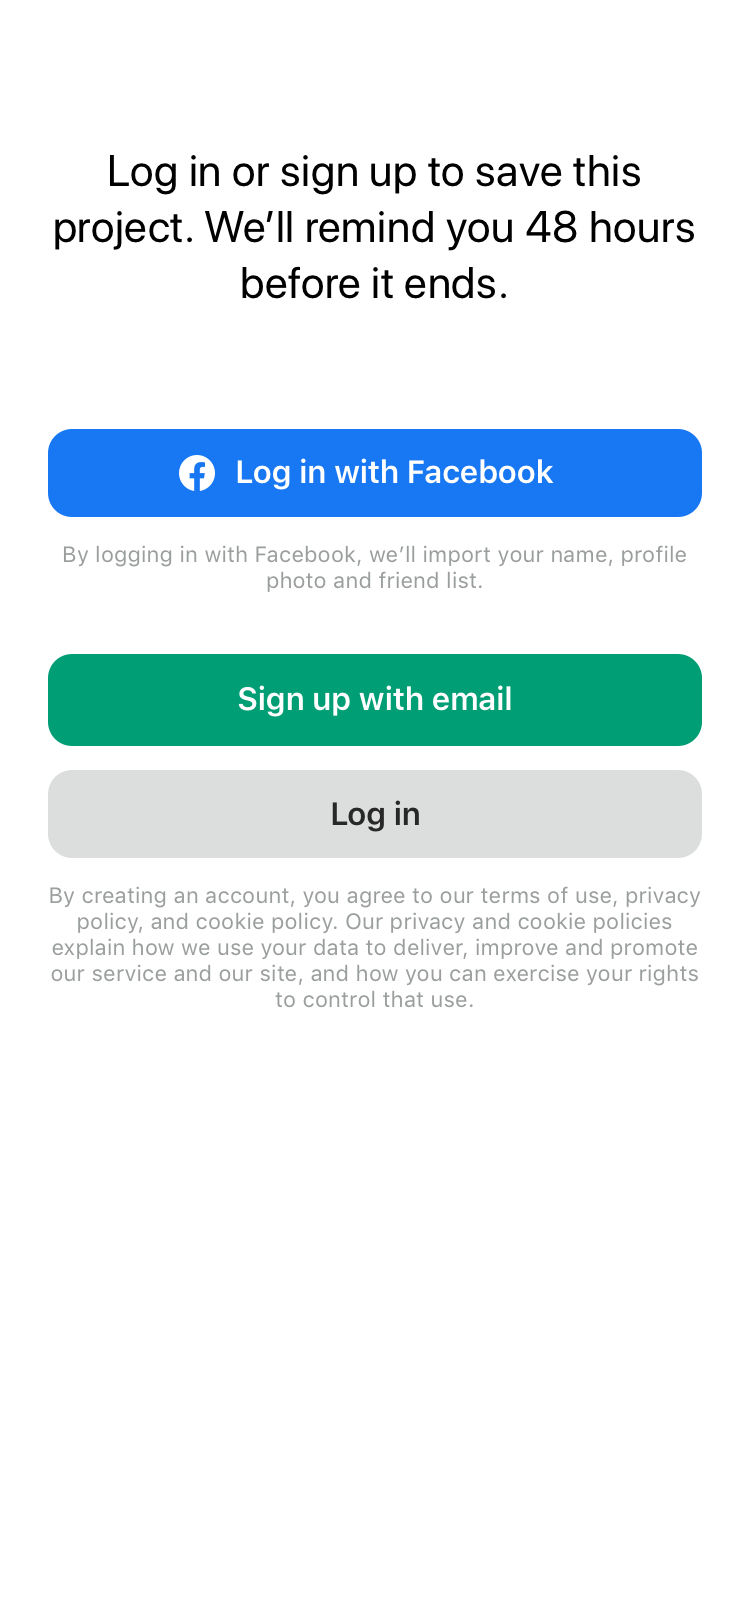 Log in or sign up to save this
project. We’ll remind you 48 hours
before it ends.
Log in with Facebook
By logging in with Facebook, we’ll import your name, profile
photo and friend list.
Sign up with email
Log in
By creating an account, you agree to our terms of use, privacy
policy, and cookie policy. Our privacy and cookie policies
explain how we use your data to deliver, improve and promote
our service and our site, and how you can exercise your rights
to control that use.